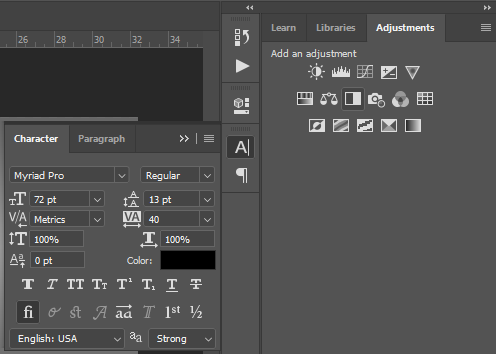 Learn Libraries Adjustments
26 28 30 32 34
Add an adjustment
Character Paragraph
Myriad Pro Regular
72 pt 13 pt
Metrics 40
100% 100%
0 pt Color:
T T TT Tт T¹ T₁ T T
fi st A aa T 1st ½
English: USA aa Strong